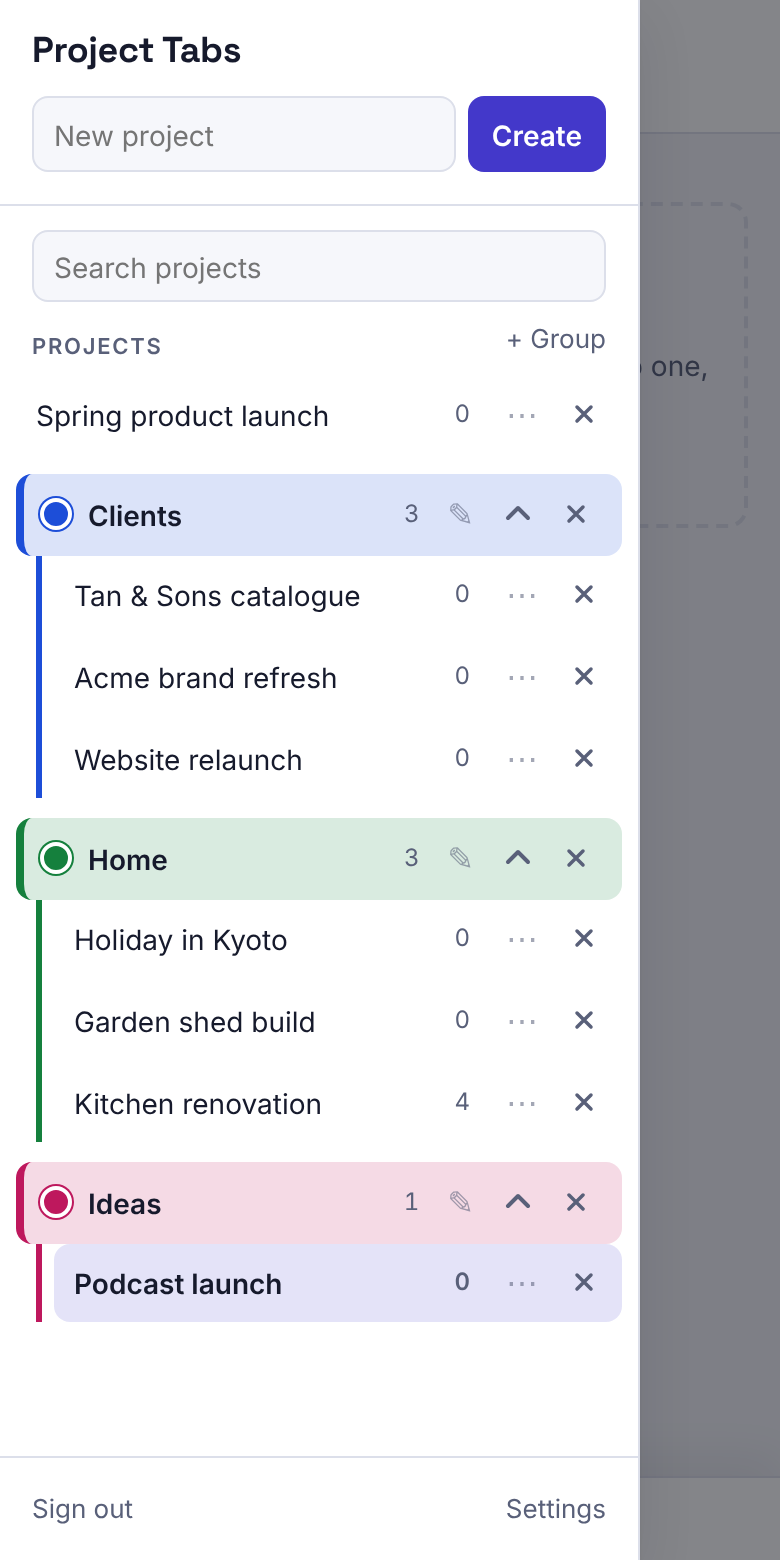 Project Tabs
New project
Create
Search projects
PROJECTS
+ Group
Spring product launch 0 ...
Clients 3
Tan & Sons catalogue 0 ...
Acme brand refresh 0 ...
Website relaunch 0 ...
Home 3
Holiday in Kyoto 0 ...
Garden shed build 0 ...
Kitchen renovation 4 ...
Ideas 1
Podcast launch 0 ...
one,
Sign out
Settings